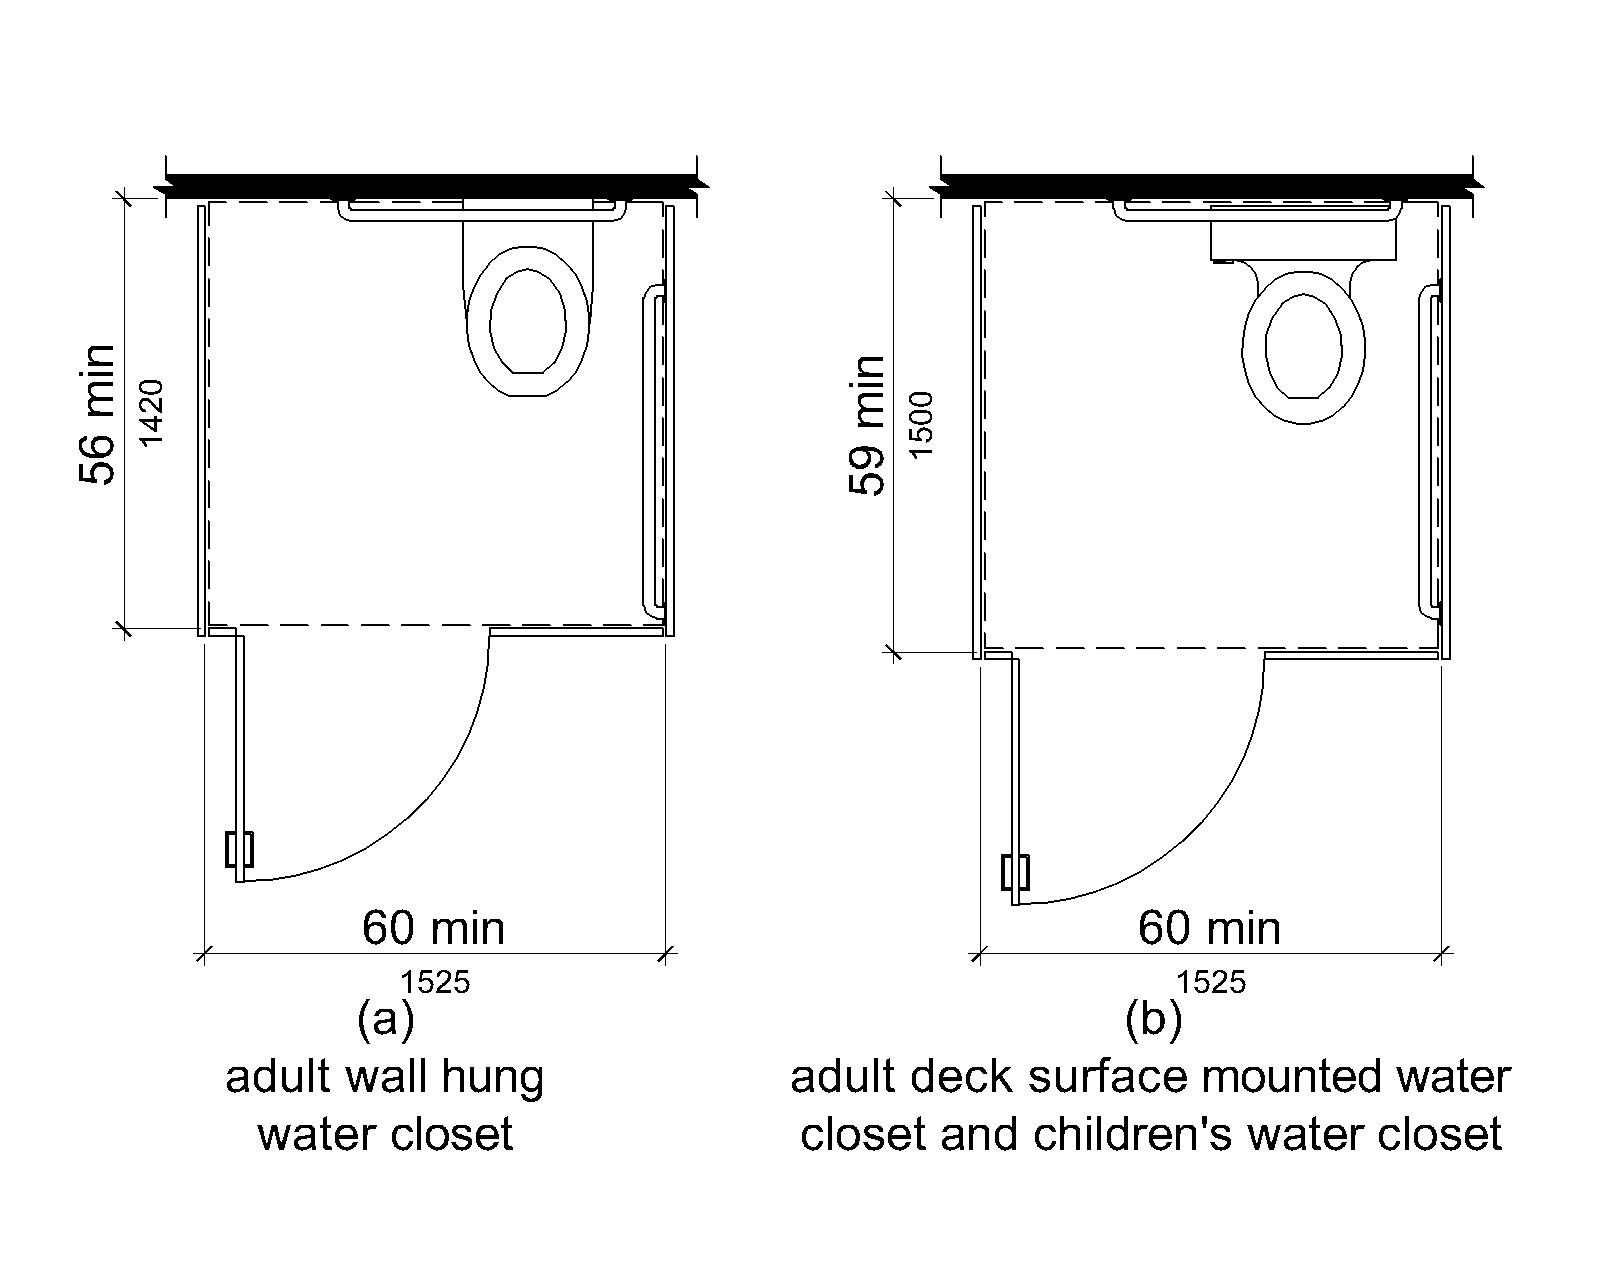 56 min
1420
60 min
1525
(a)
adult wall hung
water closet
59 min
1500
60 min
1525
(b)
adult deck surface mounted water
closet and children's water closet